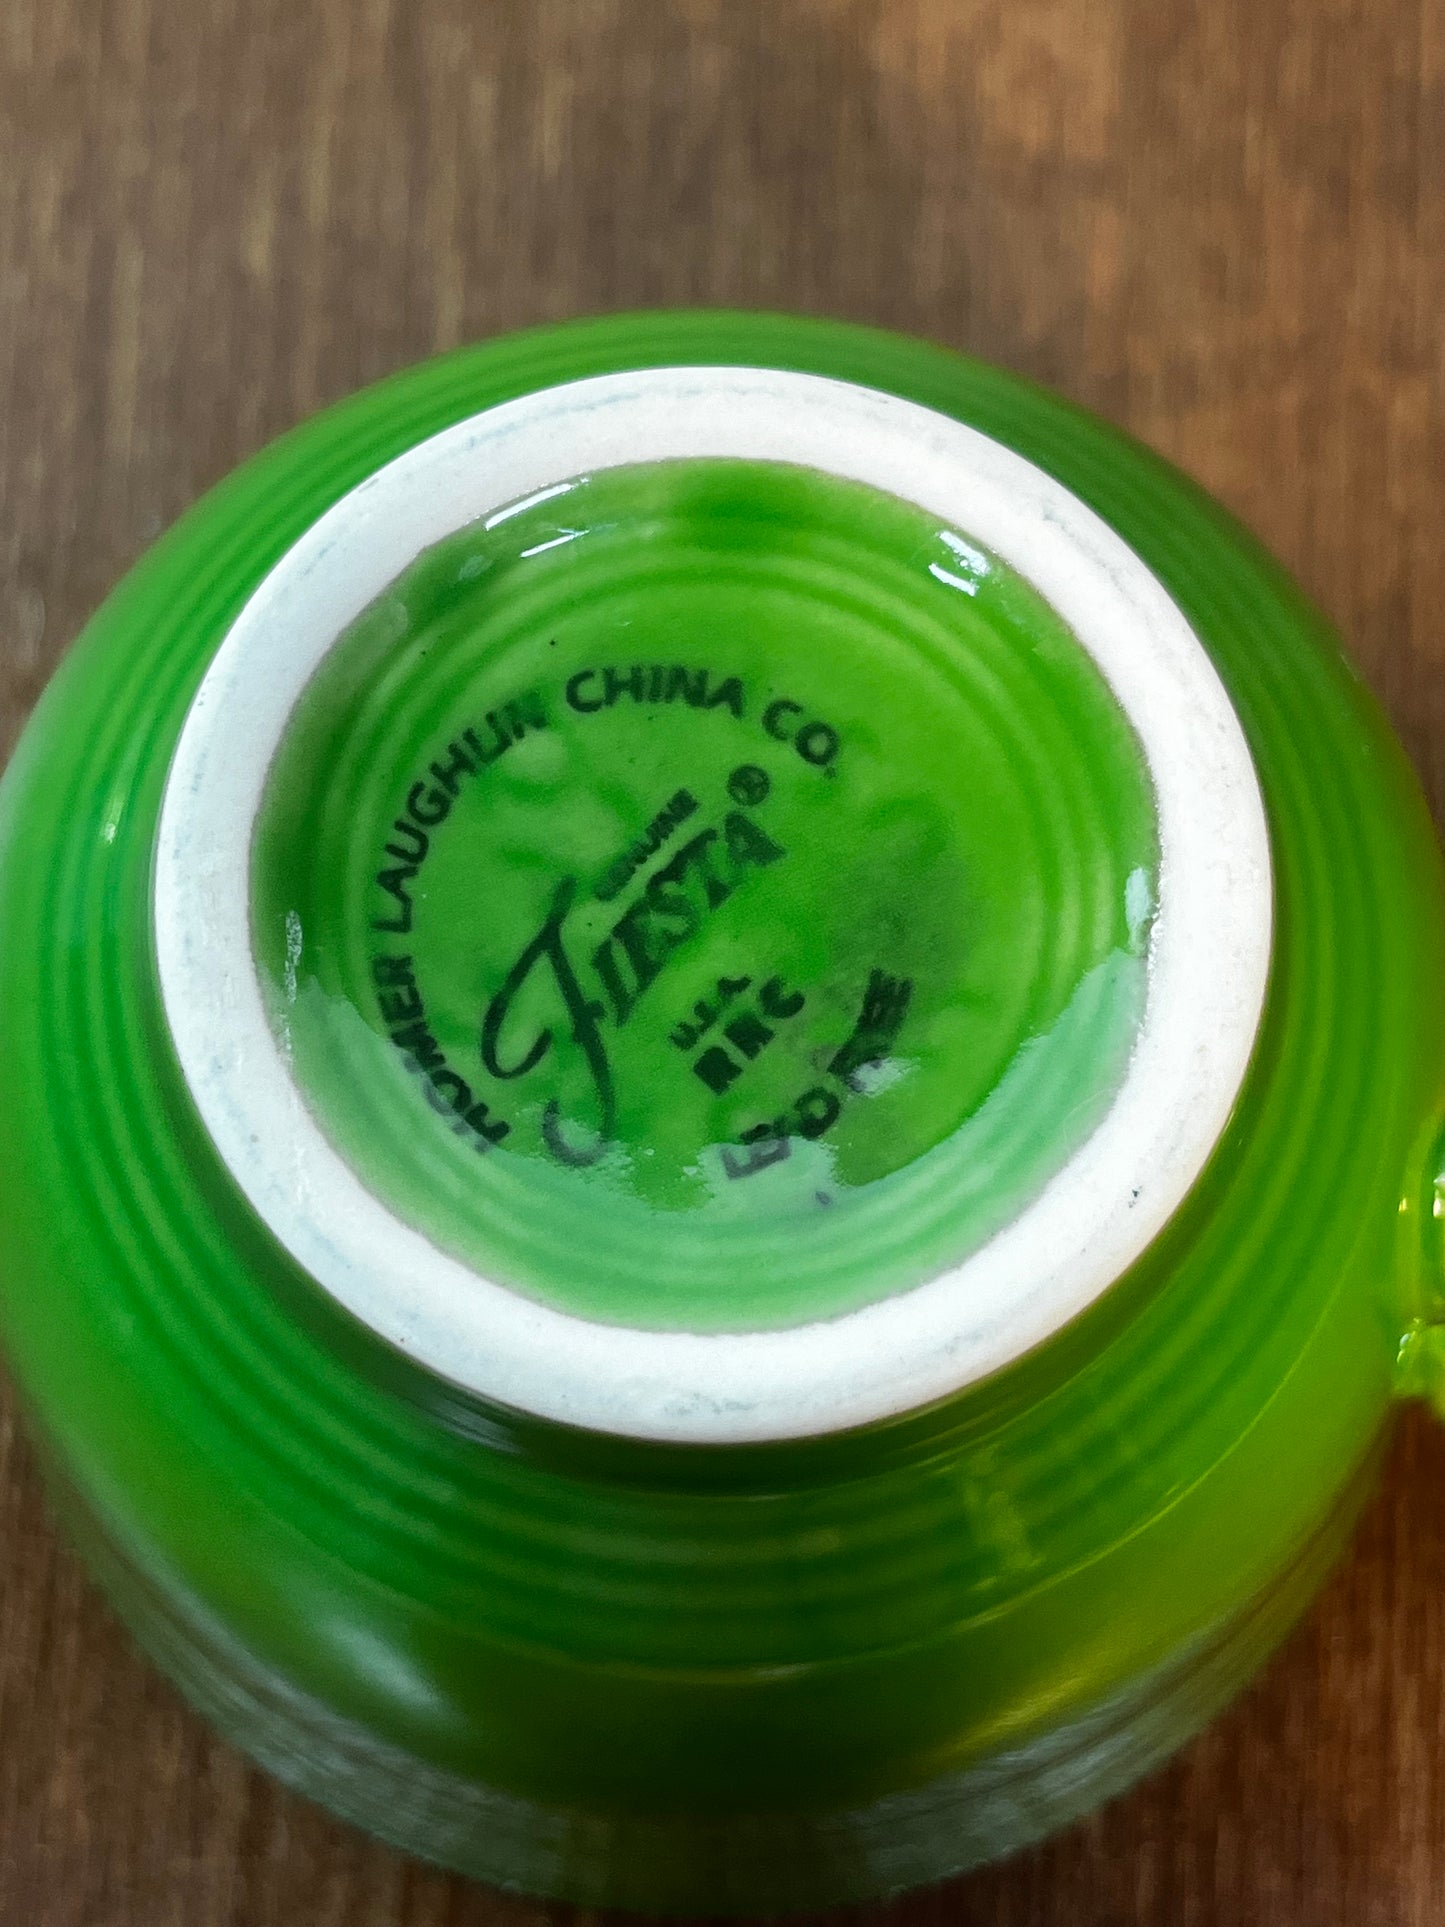 HOMER LAUGHLIN CHINA CO.
GENUINE
FIESTA®
U.S.A.